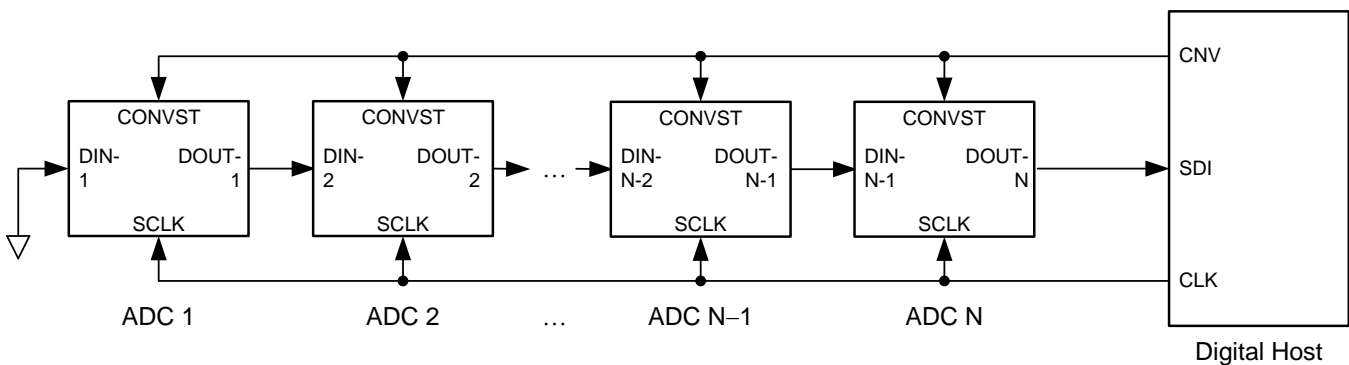 CNV
CONVST
DIN-
1
DOUT-
1
SCLK
CONVST
DIN-
2
DOUT-
2
SCLK
...
CONVST
DIN-
N-2
DOUT-
N-1
SCLK
CONVST
DIN-
N-1
DOUT-
N
SCLK
SDI
CLK
ADC 1
ADC 2
...
ADC N−1
ADC N
Digital Host